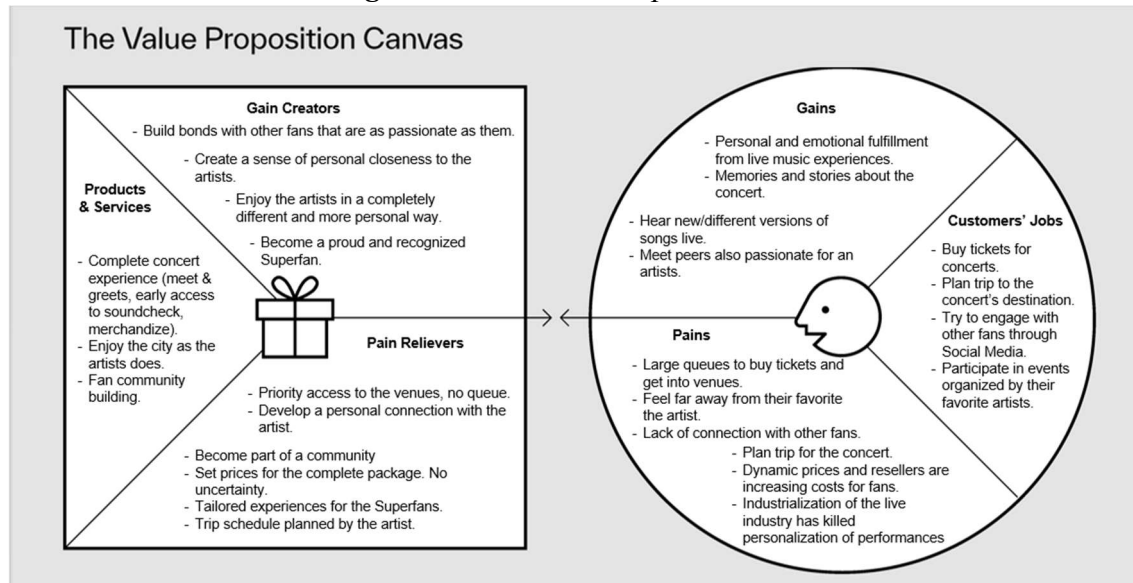 The Value Proposition Canvas
Gain Creators
- Build bonds with other fans that are as passionate as them.
- Create a sense of personal closeness to the
artists.
- Enjoy the artists in a completely
different and more personal way.
- Become a proud and recognized
Superfan.
Products
& Services
- Complete concert
experience (meet &
greets, early access
to soundcheck,
merchandize).
- Enjoy the city as the
artists does.
- Fan community
building.
Pain Relievers
- Priority access to the venues, no queue.
- Develop a personal connection with the
artist.
- Become part of a community
- Set prices for the complete package. No
uncertainty.
- Tailored experiences for the Superfans.
- Trip schedule planned by the artist.
Gains
- Personal and emotional fulfillment
from live music experiences.
- Memories and stories about the
concert.
- Hear new/different versions of
songs live.
- Meet peers also passionate for an
artists.
Customers' Jobs
- Buy tickets for
concerts.
- Plan trip to the
concert's destination.
- Try to engage with
other fans through
Social Media.
- Participate in events
organized by their
favorite artists.
Pains
- Large queues to buy tickets and
get into venues.
- Feel far away from their favorite
the artist.
- Lack of connection with other fans.
- Plan trip for the concert.
- Dynamic prices and resellers are
increasing costs for fans.
- Industrialization of the live
industry has killed
personalization of performances